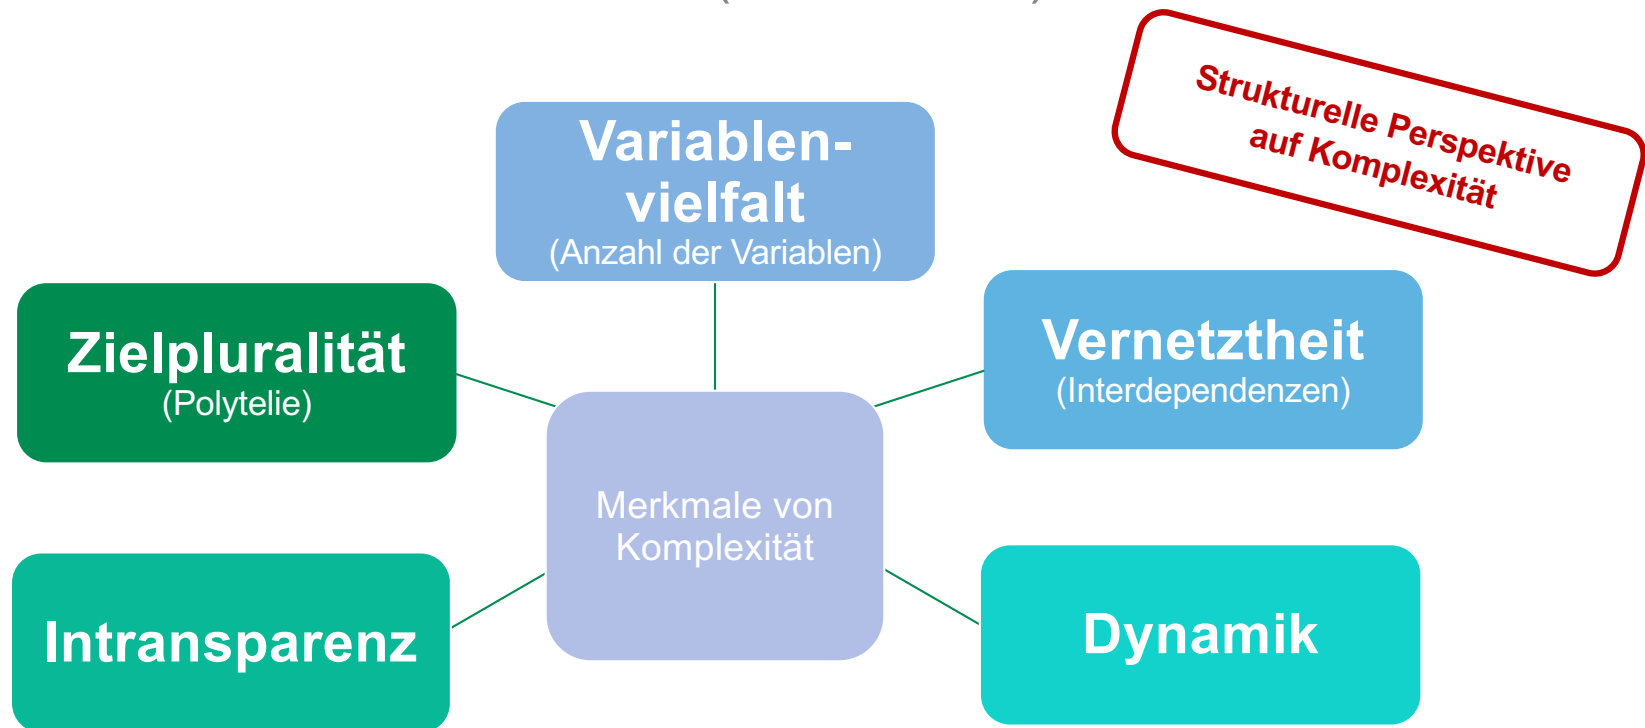 Strukturelle Perspektive
auf Komplexität
Variablen-
vielfalt
(Anzahl der Variablen)
Zielpluralität
(Polytelie)
Vernetztheit
(Interdependenzen)
Merkmale von
Komplexität
Intransparenz
Dynamik